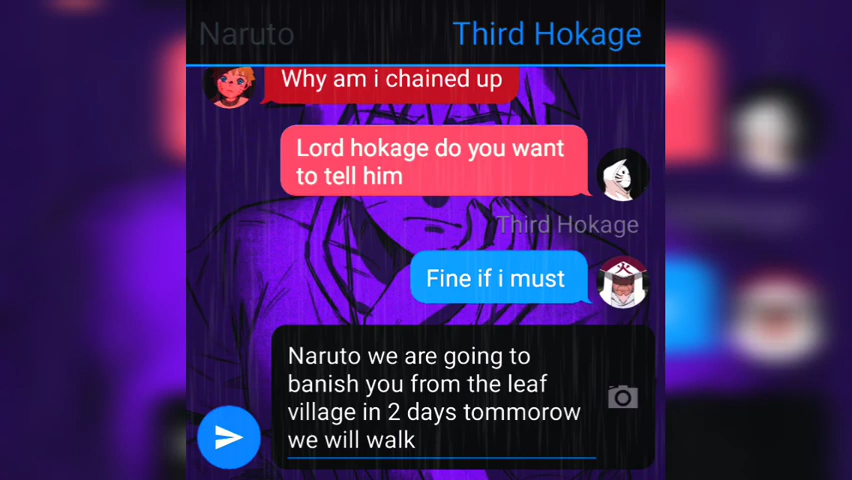 Naruto
Third Hokage
Why am i chained up
Lord hokage do you want
to tell him
Third Hokage
Fine if i must
火
Naruto we are going to
banish you from the leaf
village in 2 days tommorow
we will walk